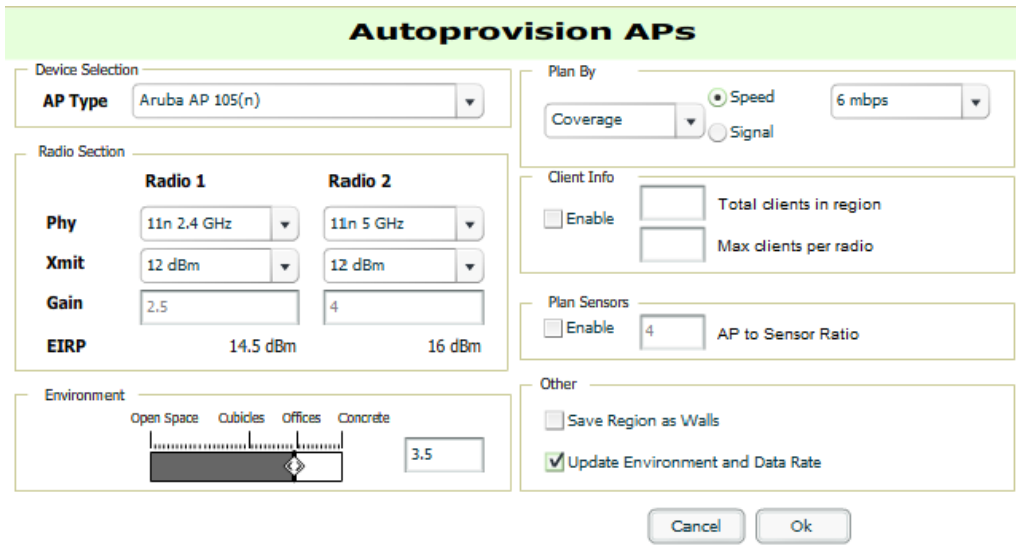 Autoprovision APs
Device Selection
AP Type Aruba AP 105(n)
Radio Section
Radio 1 Radio 2
Phy 11n 2.4 GHz 11n 5 GHz
Xmit 12 dBm 12 dBm
Gain 2.5 4
EIRP 14.5 dBm 16 dBm
Environment
Open Space Cubicles Offices Concrete
3.5
Plan By
Coverage Speed 6 mbps
Signal
Client Info
Enable Total clients in region
Max clients per radio
Plan Sensors
Enable 4 AP to Sensor Ratio
Other
Save Region as Walls
Update Environment and Data Rate
Cancel Ok